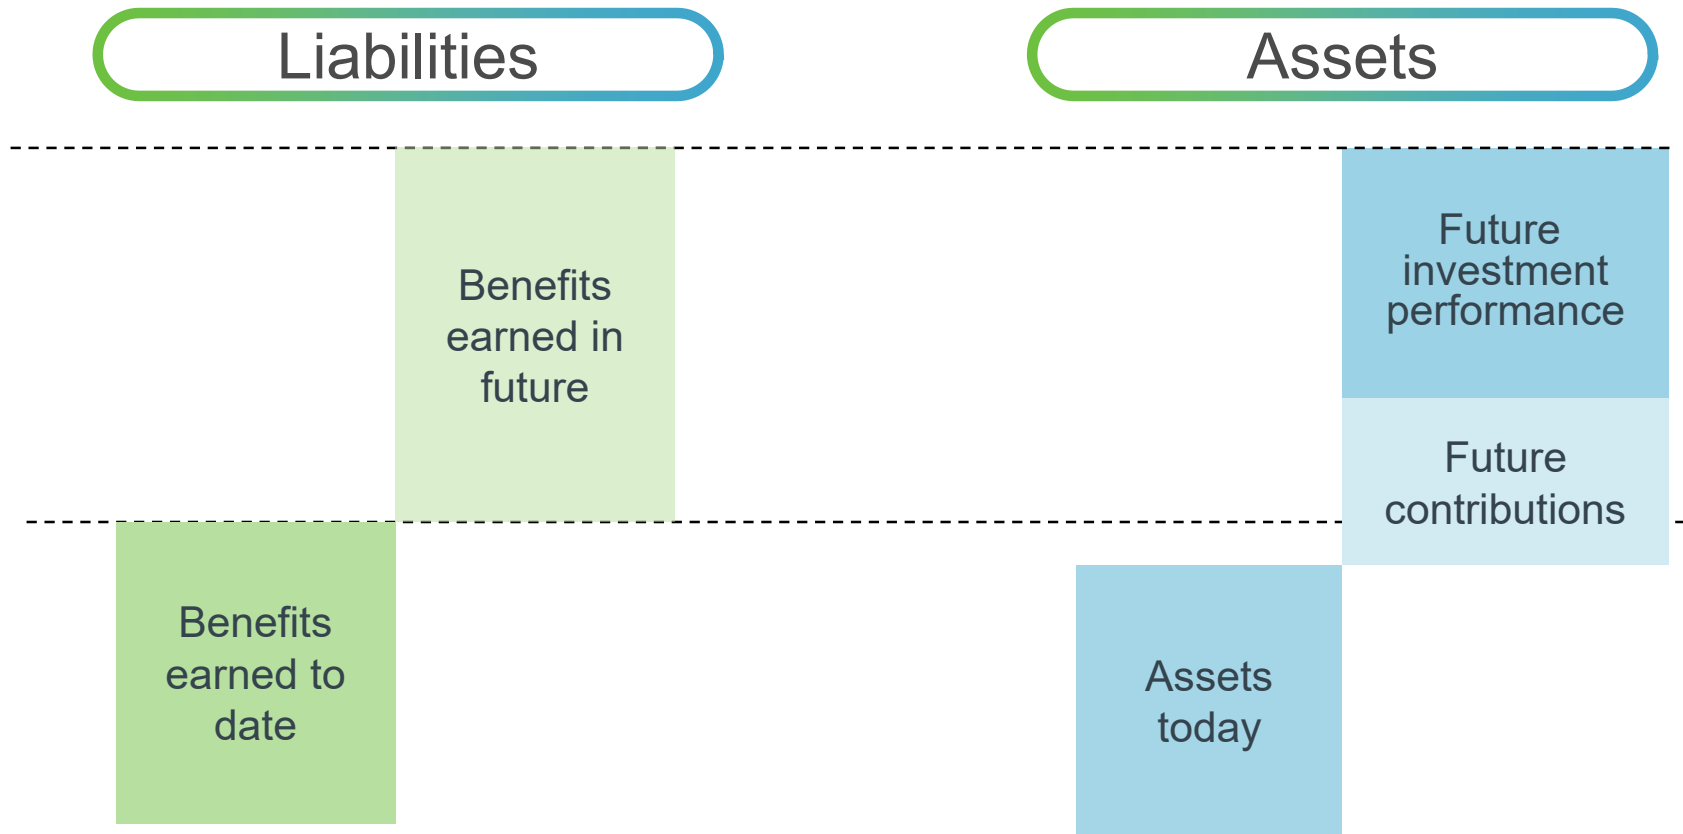 Liabilities
Assets
Benefits
earned in
future
Future
investment
performance
Future
contributions
Benefits
earned to
date
Assets
today